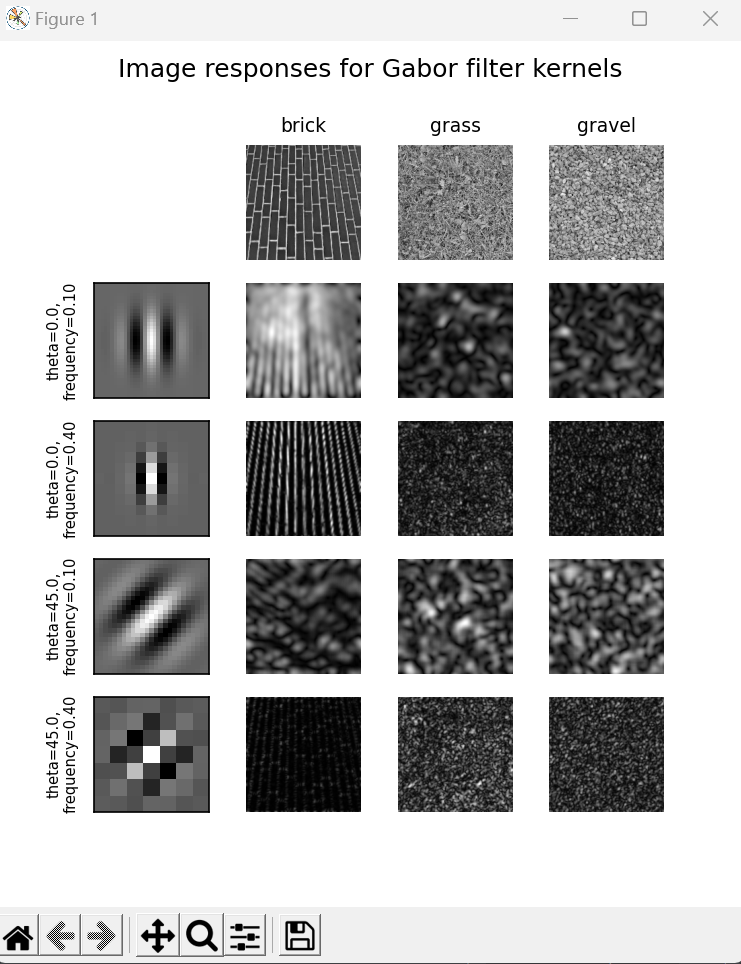 Figure 1
Image responses for Gabor filter kernels
brick
grass
gravel
theta=0.0,
frequency=0.10
theta=0.0,
frequency=0.40
theta=45.0,
frequency=0.10
theta=45.0,
frequency=0.40